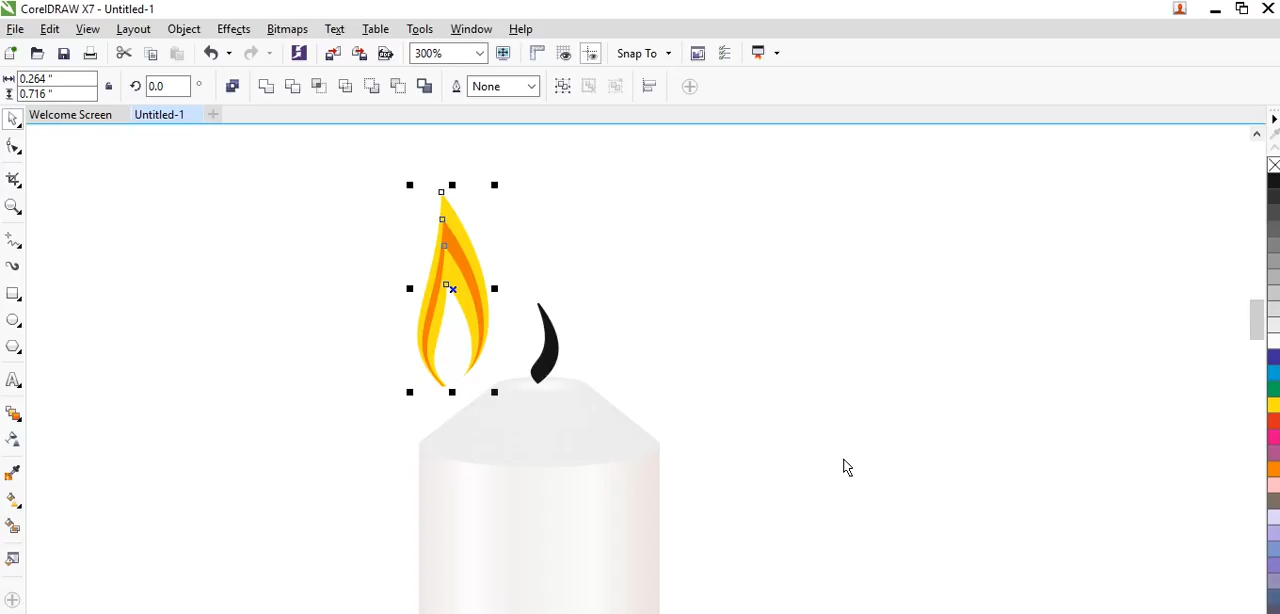 CorelDRAW X7 - Untitled-1
File Edit View Layout Object Effects Bitmaps Text Table Tools Window Help
300% Snap To
0.264 "
0.716 "
0.0 ° None
Welcome Screen Untitled-1